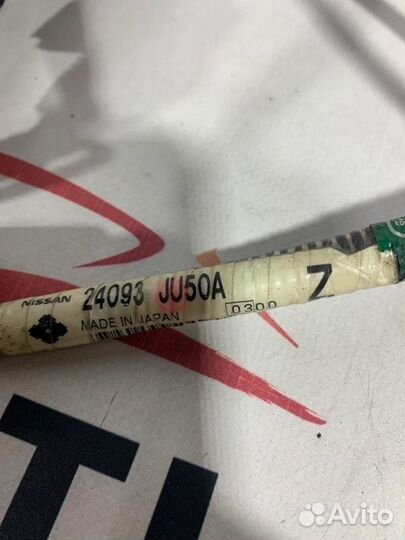 NISSAN 24093 JU50A Z
MADE IN JAPAN 0300
Avito